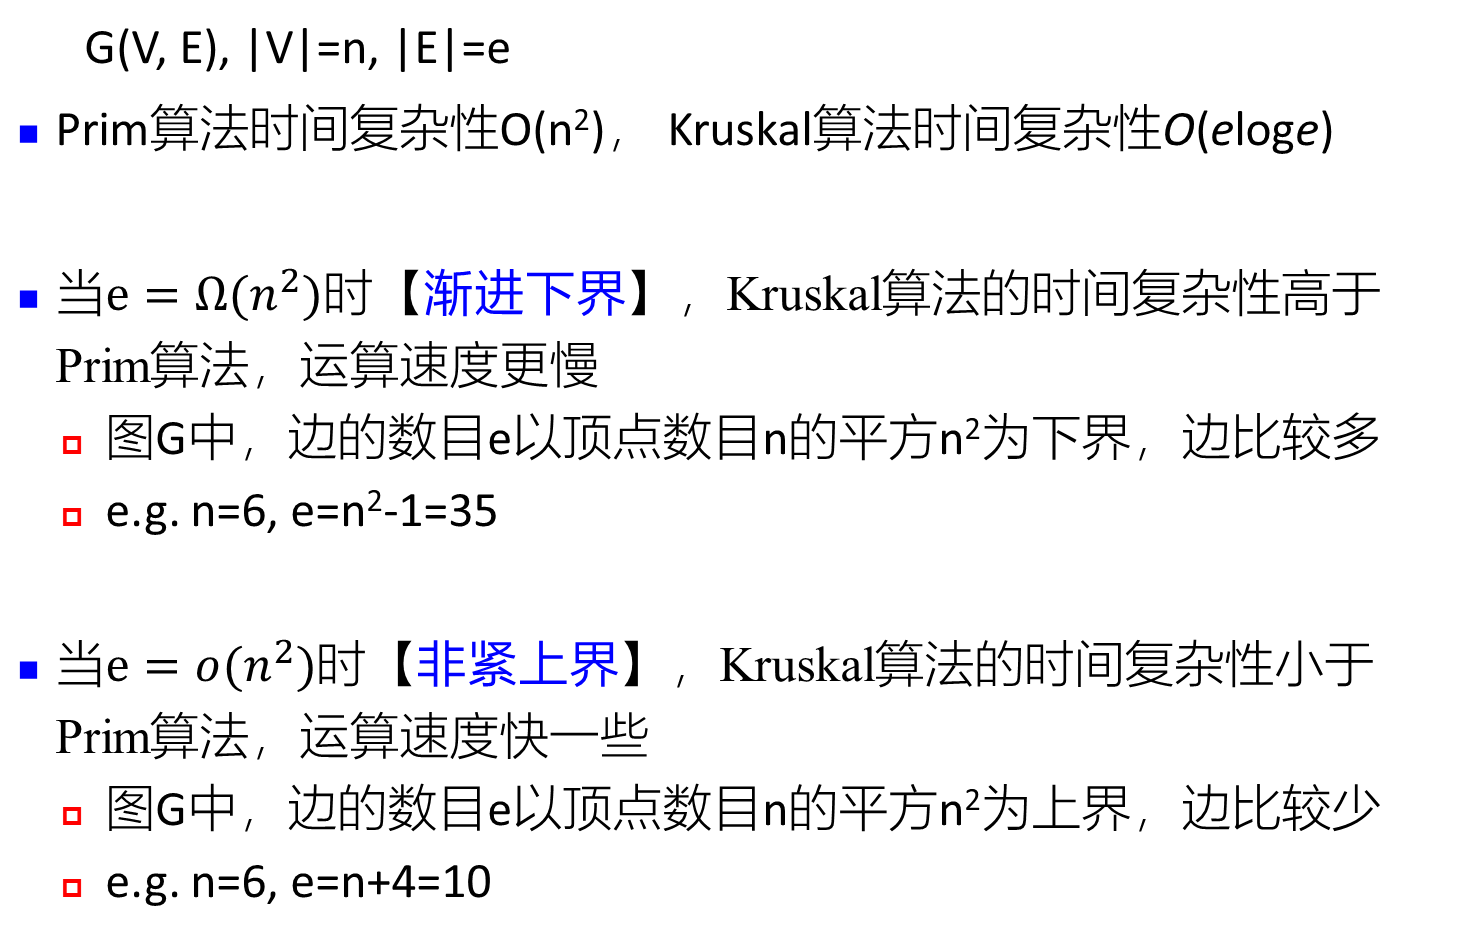 G(V, E), |V|=n, |E|=e
Prim算法时间复杂性O(n²)， Kruskal算法时间复杂性O(eloge)
当e = Ω(n²)时【渐进下界】，Kruskal算法的时间复杂性高于
Prim算法，运算速度更慢
图G中，边的数目e以顶点数目n的平方n²为下界，边比较多
e.g. n=6, e=n²-1=35
当e = o(n²)时【非紧上界】，Kruskal算法的时间复杂性小于
Prim算法，运算速度快一些
图G中，边的数目e以顶点数目n的平方n²为上界，边比较少
e.g. n=6, e=n+4=10